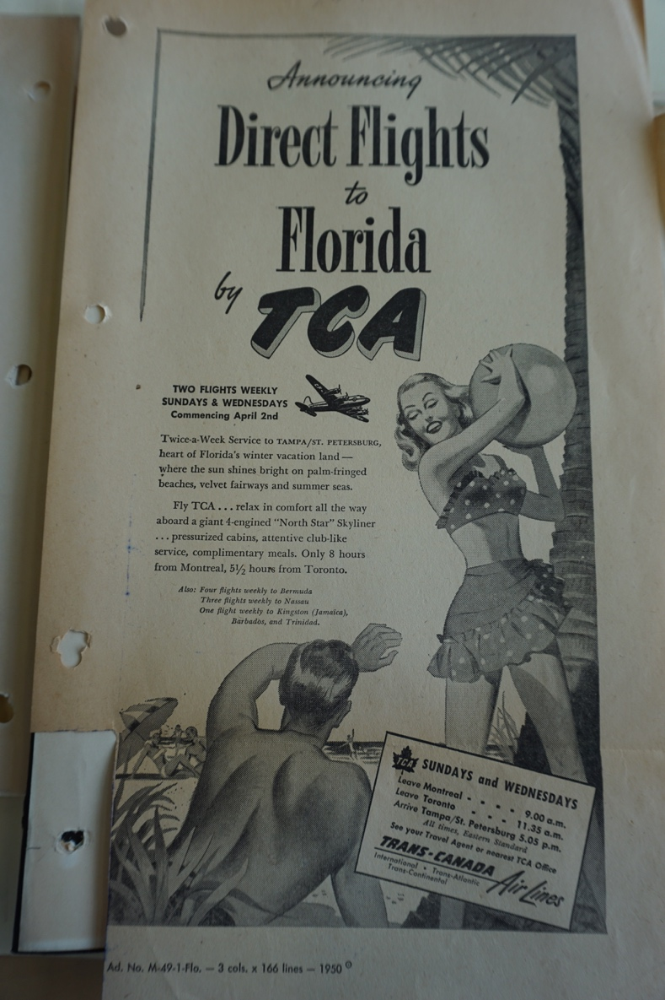 Announcing
Direct Flights
to
Florida
by TCA
TWO FLIGHTS WEEKLY
SUNDAYS & WEDNESDAYS
Commencing April 2nd
Twice-a-Week Service to TAMPA/ST. PETERSBURG,
heart of Florida's winter vacation land —
where the sun shines bright on palm-fringed
beaches, velvet fairways and summer seas.
Fly TCA . . . relax in comfort all the way
aboard a giant 4-engined "North Star" Skyliner
. . . pressurized cabins, attentive club-like
service, complimentary meals. Only 8 hours
from Montreal, 5½ hours from Toronto.
Also: Four flights weekly to Bermuda
Three flights weekly to Nassau
One flight weekly to Kingston (Jamaica),
Barbados, and Trinidad.
TCA SUNDAYS and WEDNESDAYS
Leave Montreal - - - - 9.00 a.m.
Leave Toronto - - - 11.35 a.m.
Arrive Tampa/St. Petersburg 5.05 p.m.
All times, Eastern Standard
See your Travel Agent or nearest TCA Office
TRANS-CANADA Air Lines
International • Trans-Atlantic
Trans-Continental
Ad. No. M-49-1-Flo. — 3 cols. x 166 lines — 1950